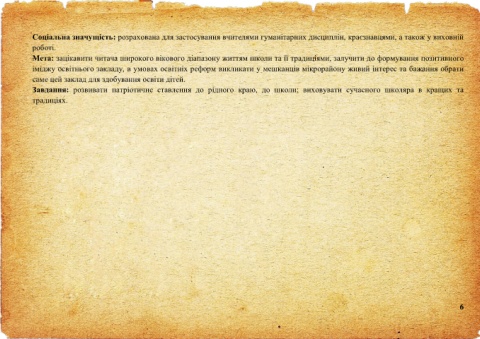 Соціальна значущість: розрахована для застосування вчителями гуманітарних дисциплін, краєзнавцями, а також у виховній
роботі.
Мета: зацікавити читача широкого вікового діапазону життям школи та її традиціями, залучити до формування позитивного
іміджу освітнього закладу, в умовах освітніх реформ викликати у мешканців мікрорайону живий інтерес та бажання обрати
саме цей заклад для здобування освіти дітей.
Завдання: розвивати патріотичне ставлення до рідного краю, до школи; виховувати сучасного школяра в кращих та
традиціях.
6